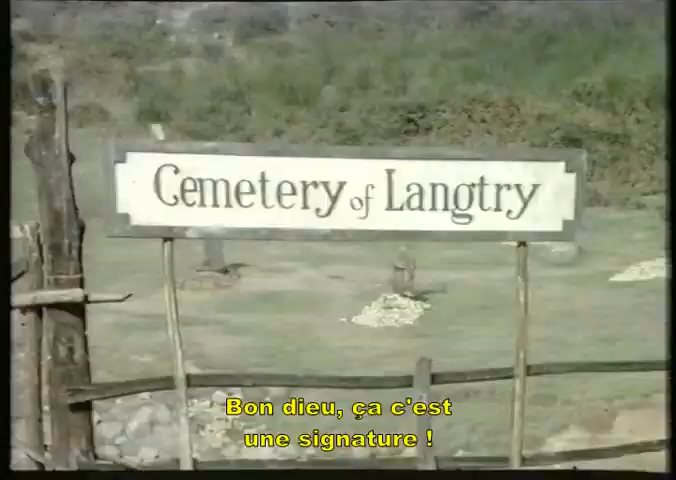 Cemetery of Langtry
Bon dieu, ça c'est
une signature !